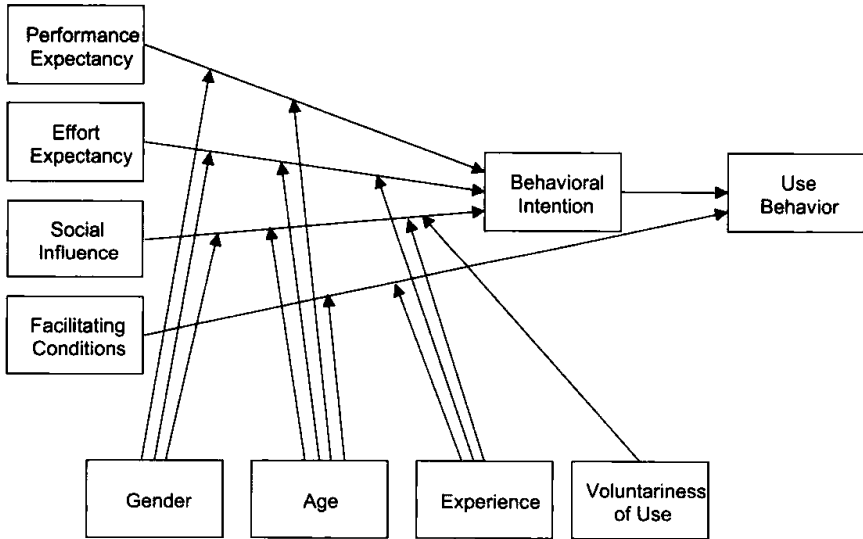 Performance
Expectancy
Effort
Expectancy
Social
Influence
Facilitating
Conditions
Behavioral
Intention
Use
Behavior
Gender
Age
Experience
Voluntariness
of Use